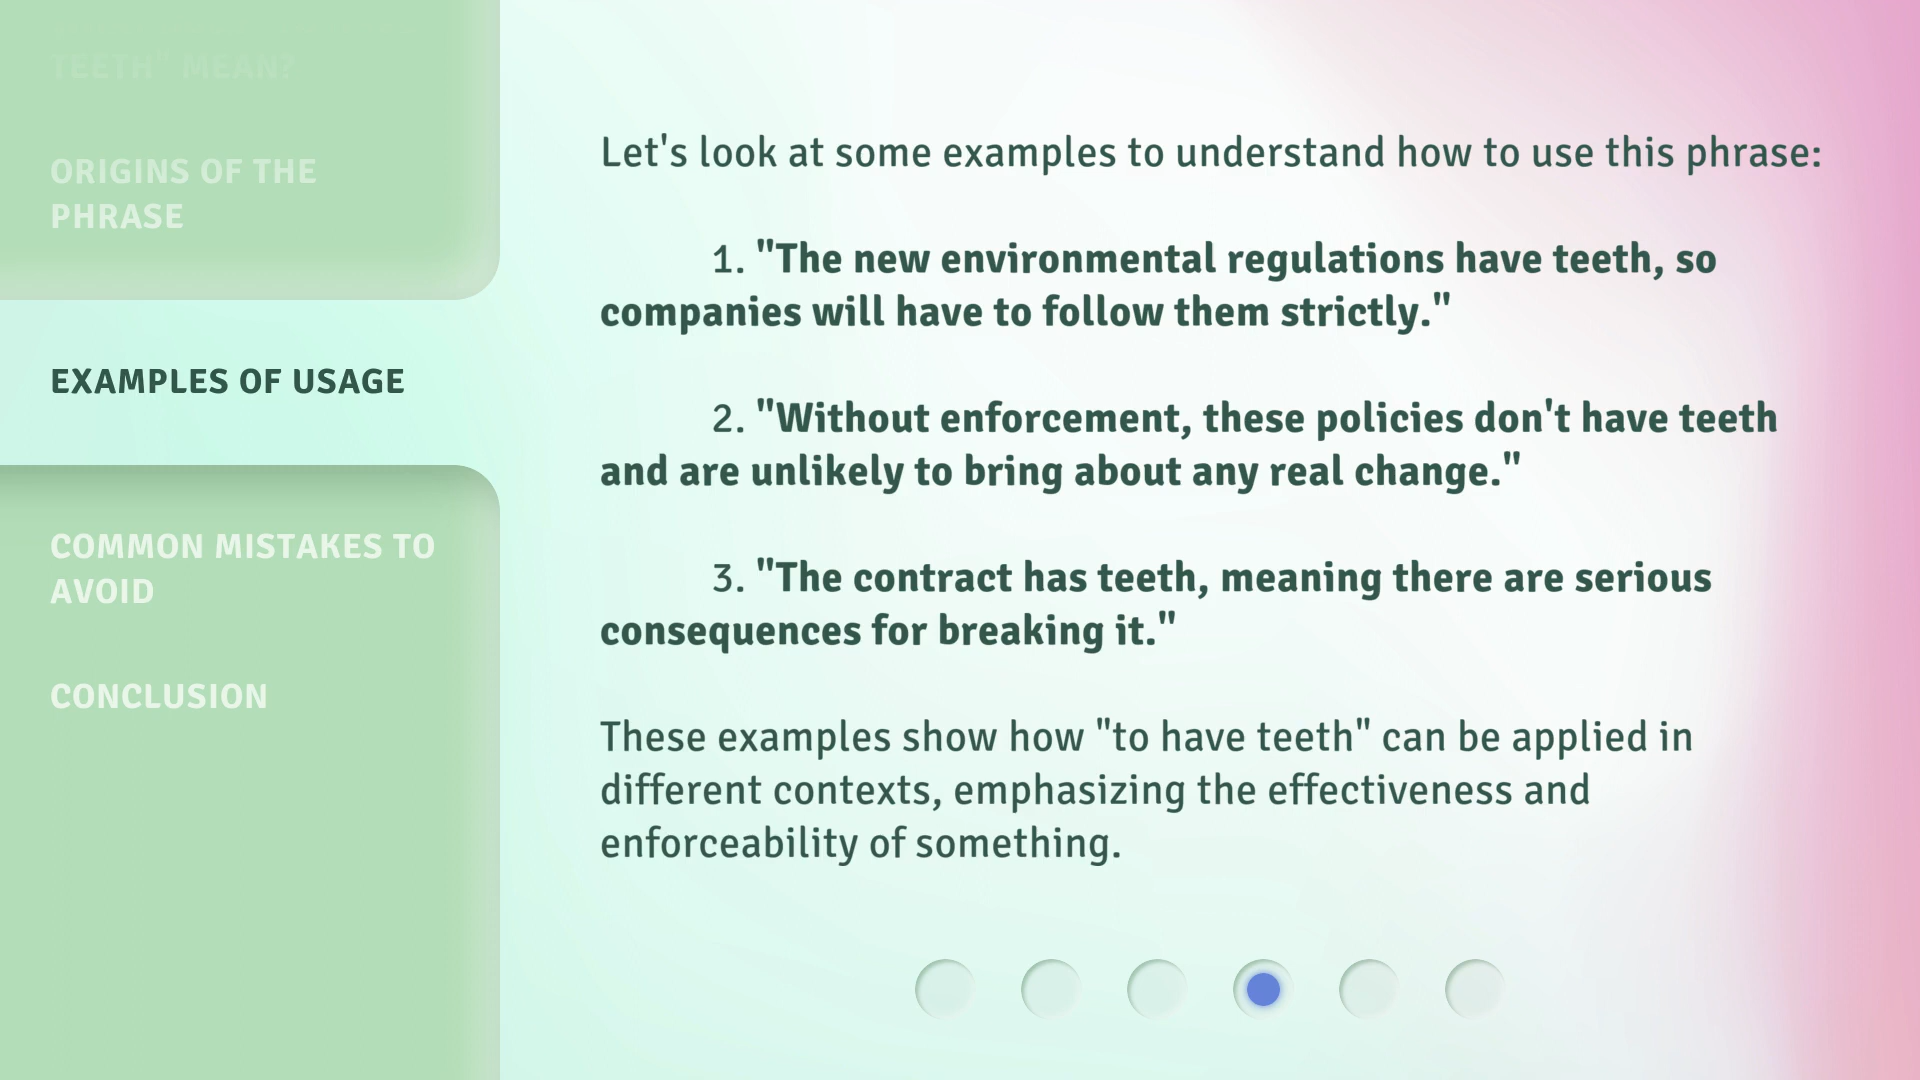 TEETH" MEAN?
ORIGINS OF THE
PHRASE
EXAMPLES OF USAGE
COMMON MISTAKES TO
AVOID
CONCLUSION
Let's look at some examples to understand how to use this phrase:
1. "The new environmental regulations have teeth, so
companies will have to follow them strictly."
2. "Without enforcement, these policies don't have teeth
and are unlikely to bring about any real change."
3. "The contract has teeth, meaning there are serious
consequences for breaking it."
These examples show how "to have teeth" can be applied in
different contexts, emphasizing the effectiveness and
enforceability of something.